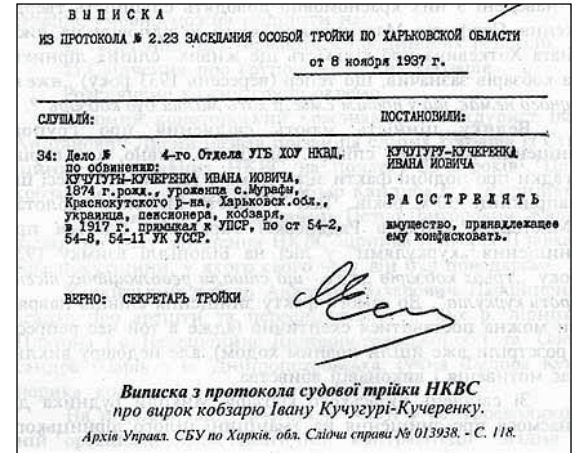 ВЫПИСКА
ИЗ ПРОТОКОЛА № 2.23 ЗАСЕДАНИЯ ОСОБОЙ ТРОЙКИ ПО ХАРЬКОВСКОЙ ОБЛАСТИ
от 8 ноября 1937 г.
СЛУШАЛИ:
ПОСТАНОВИЛИ:
34: Дело № 4-го Отдела УГБ ХОУ НКВД,
по обвинению:
КУЧУГУРЫ-КУЧЕРЕНКА ИВАНА ИОВИЧА,
1874 г.рожд., уроженца с.Мурафы,
Краснокутского р-на, Харьковск.обл.,
украинца, пенсионера, кобзаря,
в 1917 г. примыкал к УПСР, по ст 54-2,
54-8, 54-11 УК УССР.
КУЧУГУРУ-КУЧЕРЕНКА
ИВАНА ИОВИЧА
РАССТРЕЛЯТЬ
имущество, принадлежащее
ему конфисковать.
ВЕРНО: СЕКРЕТАРЬ ТРОЙКИ
Виписка з протокола судової трійки НКВС
про вирок кобзарю Івану Кучугурі-Кучеренку.
Архів Управл. СБУ по Харків. обл. Слідча справа № 013938. - С. 118.